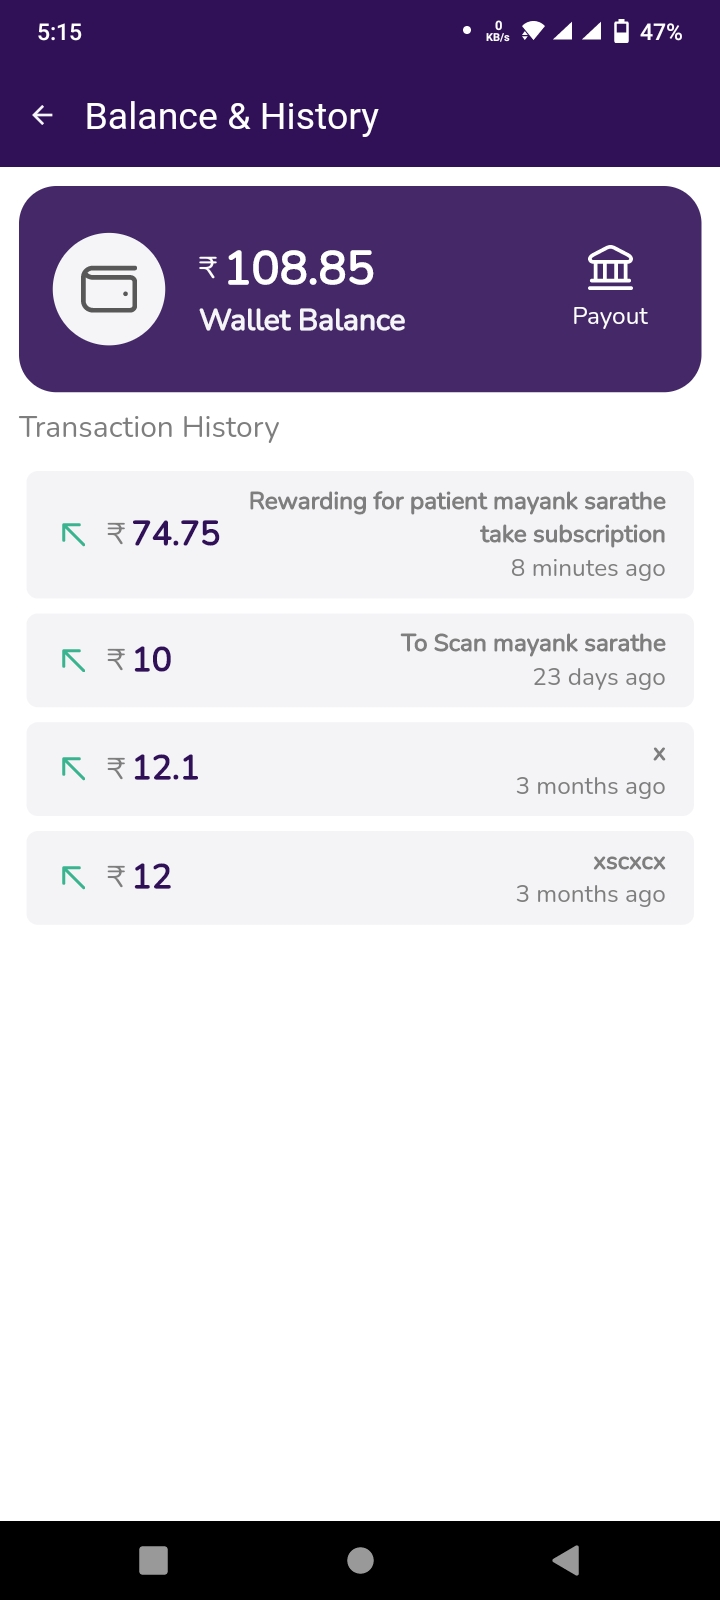 5:15
0
KB/s
47%
Balance & History
₹ 108.85
Wallet Balance
Payout
Transaction History
₹ 74.75
Rewarding for patient mayank sarathe
take subscription
8 minutes ago
₹ 10
To Scan mayank sarathe
23 days ago
₹ 12.1
x
3 months ago
₹ 12
xscxcx
3 months ago